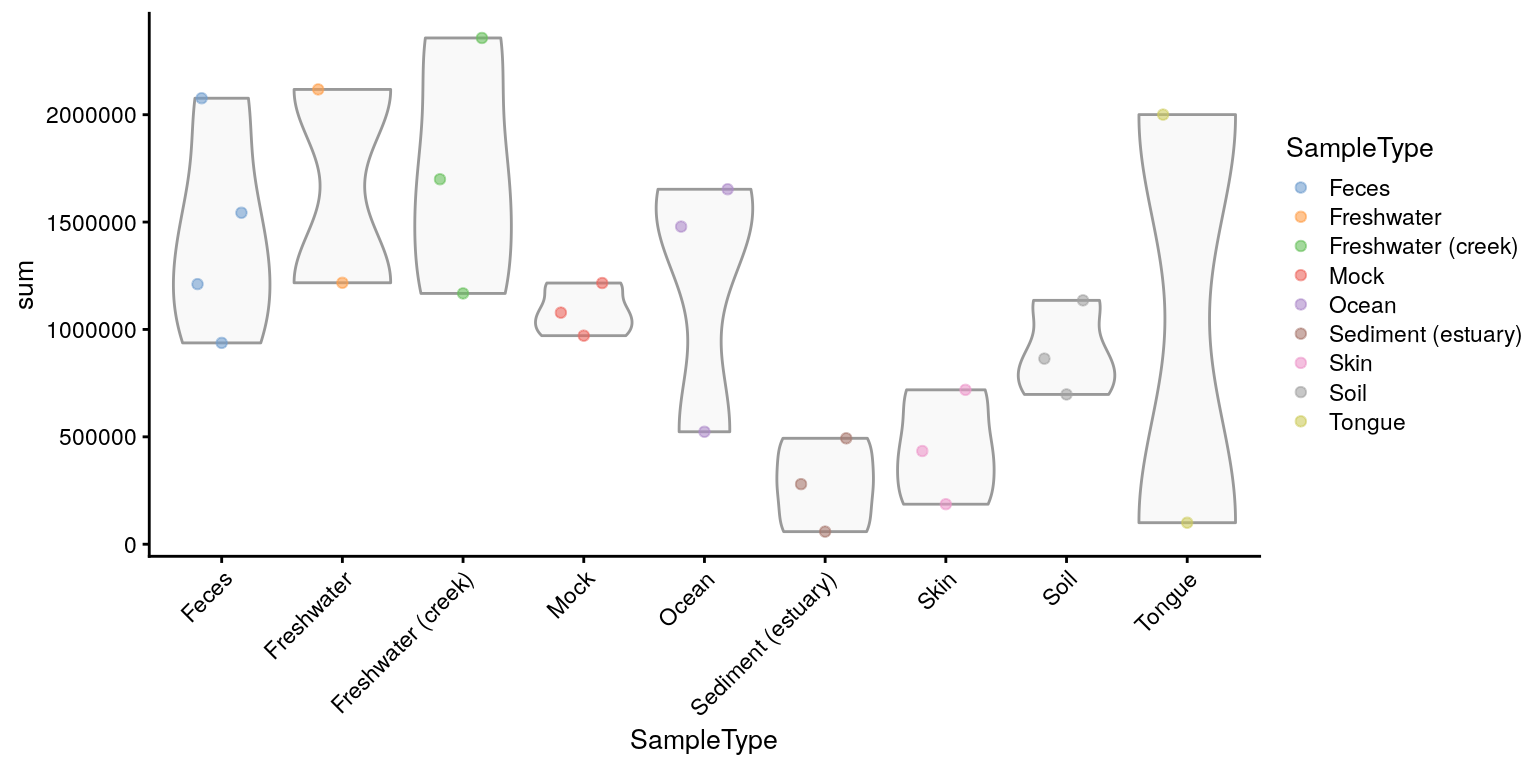 sum
2000000
1500000
1000000
500000
0
Feces
Freshwater
Freshwater (creek)
Mock
Ocean
Sediment (estuary)
Skin
Soil
Tongue
SampleType
SampleType
Feces
Freshwater
Freshwater (creek)
Mock
Ocean
Sediment (estuary)
Skin
Soil
Tongue